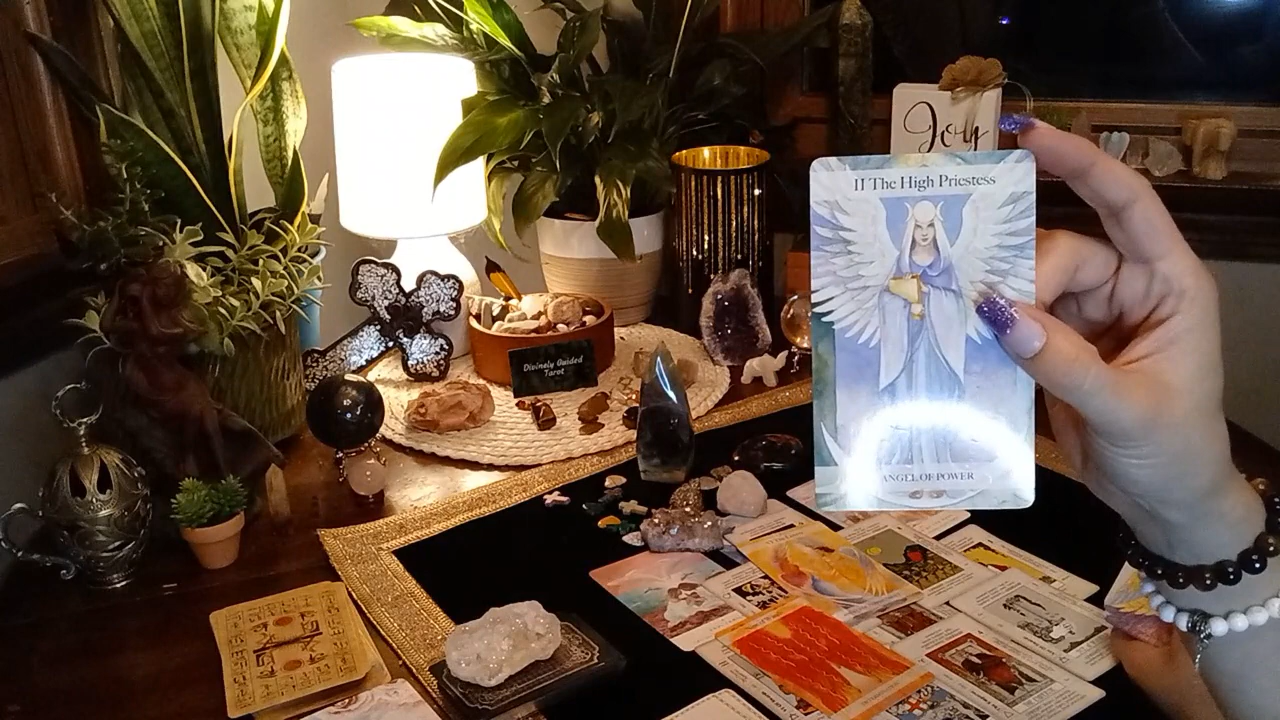 Joy
II The High Priestess
Divinely Guided
Tarot
ANGEL OF POWER